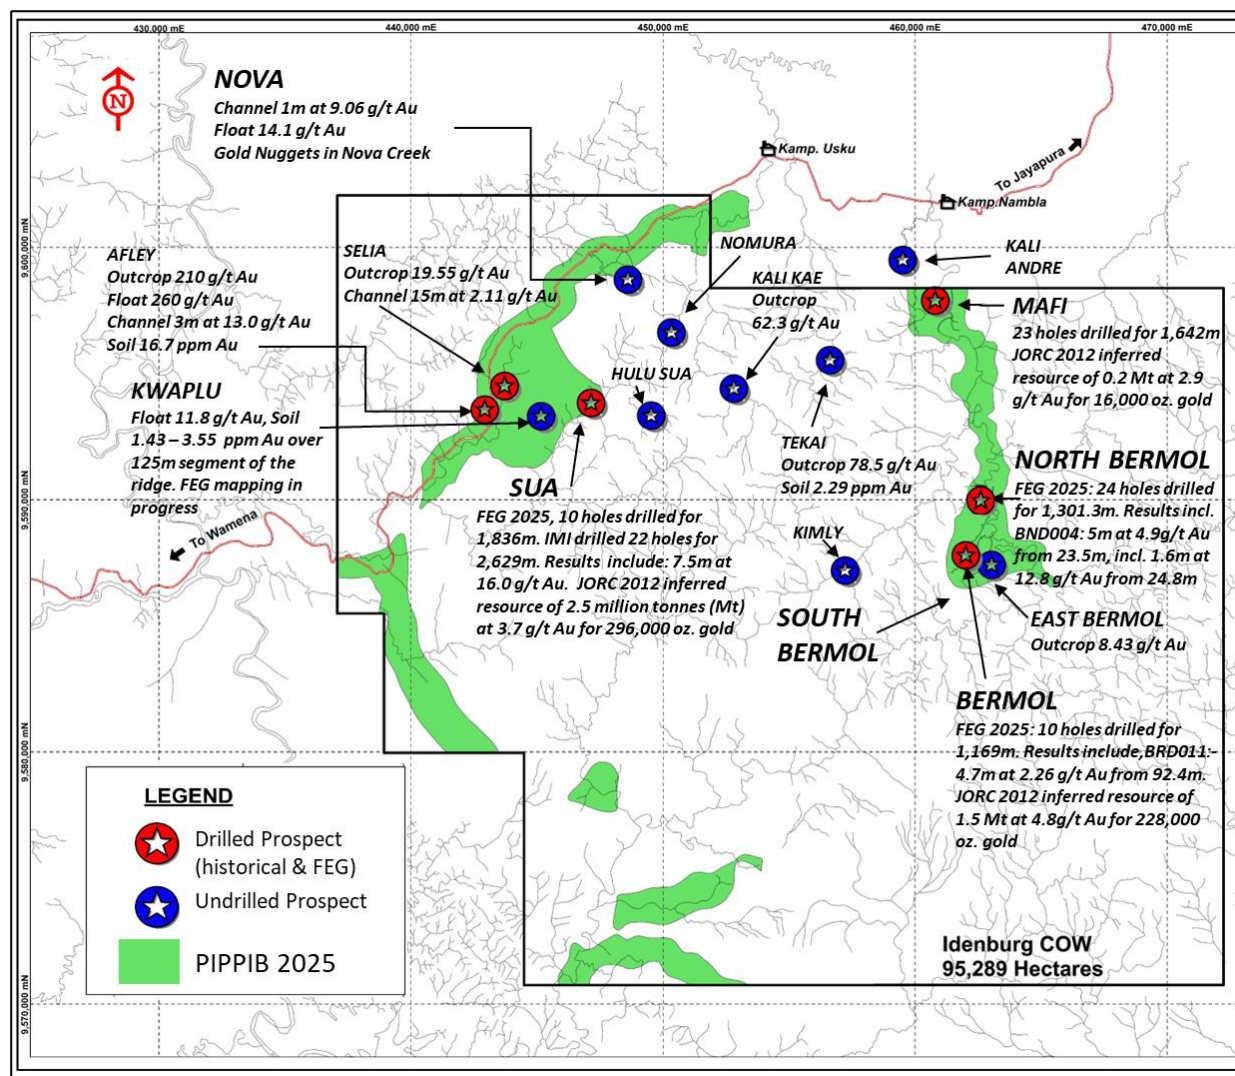 430,000 mE
440,000 mE
450,000 mE
460,000 mE
470,000 mE
9,600,000 mN
9,590,000 mN
9,580,000 mN
9,570,000 mN
N
NOVA
Channel 1m at 9.06 g/t Au
Float 14.1 g/t Au
Gold Nuggets in Nova Creek
Kamp. Usku
Kamp.Nambla
To Jayapura
AFLEY
Outcrop 210 g/t Au
Float 260 g/t Au
Channel 3m at 13.0 g/t Au
Soil 16.7 ppm Au
SELIA
Outcrop 19.55 g/t Au
Channel 15m at 2.11 g/t Au
NOMURA
KALI KAE
Outcrop
62.3 g/t Au
KALI
ANDRE
MAFI
23 holes drilled for 1,642m
JORC 2012 inferred
resource of 0.2 Mt at 2.9
g/t Au for 16,000 oz. gold
KWAPLU
Float 11.8 g/t Au, Soil
1.43 – 3.55 ppm Au over
125m segment of the
ridge. FEG mapping in
progress
HULU SUA
TEKAI
Outcrop 78.5 g/t Au
Soil 2.29 ppm Au
SUA
FEG 2025, 10 holes drilled for
1,836m. IMI drilled 22 holes for
2,629m. Results include: 7.5m at
16.0 g/t Au. JORC 2012 inferred
resource of 2.5 million tonnes (Mt)
at 3.7 g/t Au for 296,000 oz. gold
NORTH BERMOL
FEG 2025: 24 holes drilled
for 1,301.3m. Results incl.
BND004: 5m at 4.9g/t Au
from 23.5m, incl. 1.6m at
12.8 g/t Au from 24.8m
To Wamena
KIMLY
SOUTH
BERMOL
EAST BERMOL
Outcrop 8.43 g/t Au
BERMOL
FEG 2025: 10 holes drilled for
1,169m. Results include,BRD011:-
4.7m at 2.26 g/t Au from 92.4m.
JORC 2012 inferred resource of
1.5 Mt at 4.8g/t Au for 228,000
oz. gold
LEGEND
Drilled Prospect
(historical & FEG)
Undrilled Prospect
PIPPIB 2025
Idenburg COW
95,289 Hectares